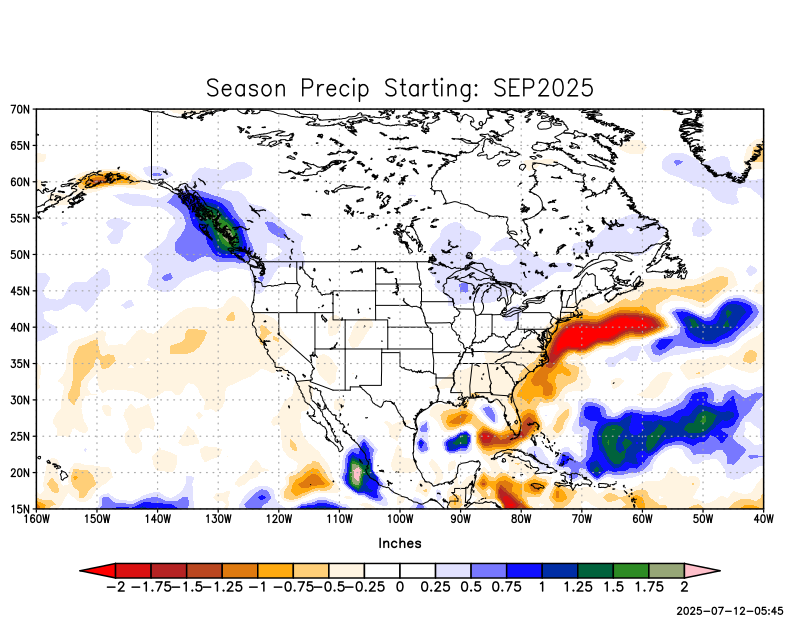 Season Precip Starting: SEP2025
70N
65N
60N
55N
50N
45N
40N
35N
30N
25N
20N
15N
160W 150W 140W 130W 120W 110W 100W 90W 80W 70W 60W 50W 40W
Inches
-2 -1.75 -1.5 -1.25 -1 -0.75 -0.5 -0.25 0 0.25 0.5 0.75 1 1.25 1.5 1.75 2
2025-07-12-05:45